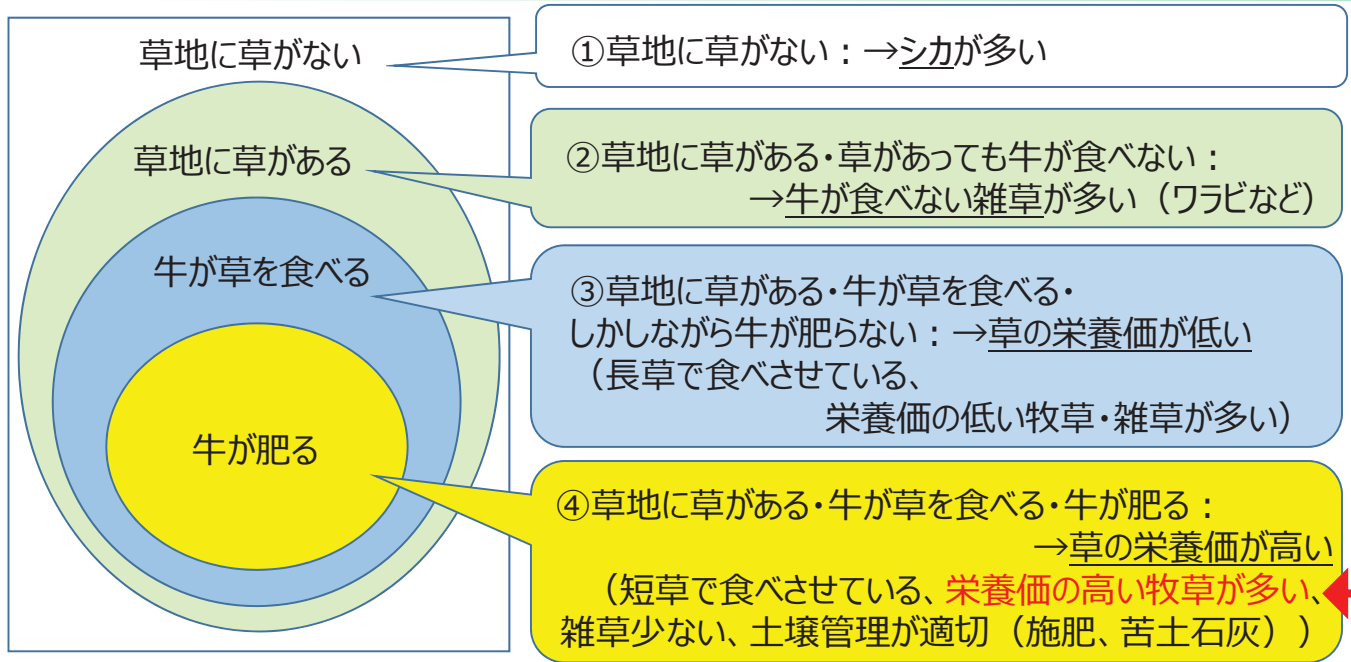 草地に草がない
草地に草がある
牛が草を食べる
牛が肥る
①草地に草がない：→シカが多い
②草地に草がある・草があっても牛が食べない：
→牛が食べない雑草が多い（ワラビなど）
③草地に草がある・牛が草を食べる・
しかしながら牛が肥らない：→草の栄養価が低い
（長草で食べさせている、
栄養価の低い牧草・雑草が多い）
④草地に草がある・牛が草を食べる・牛が肥る：
→草の栄養価が高い
（短草で食べさせている、栄養価の高い牧草が多い、
雑草少ない、土壌管理が適切（施肥、苦土石灰））